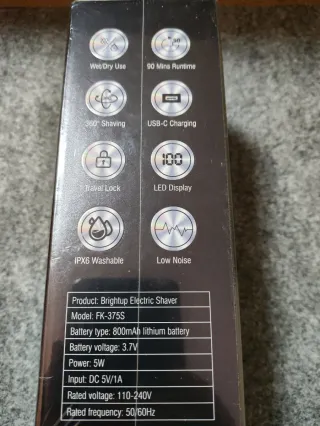 Wet/Dry Use 90 Mins Runtime
360° Shaving USB-C Charging
100
Travel Lock LED Display
IPX6 Washable Low Noise
Product: Brightup Electric Shaver
Model: FK-375S
Battery type: 800mAh lithium battery
Battery voltage: 3.7V
Power: 5W
Input: DC 5V/1A
Rated voltage: 110-240V
Rated frequency: 50/60Hz